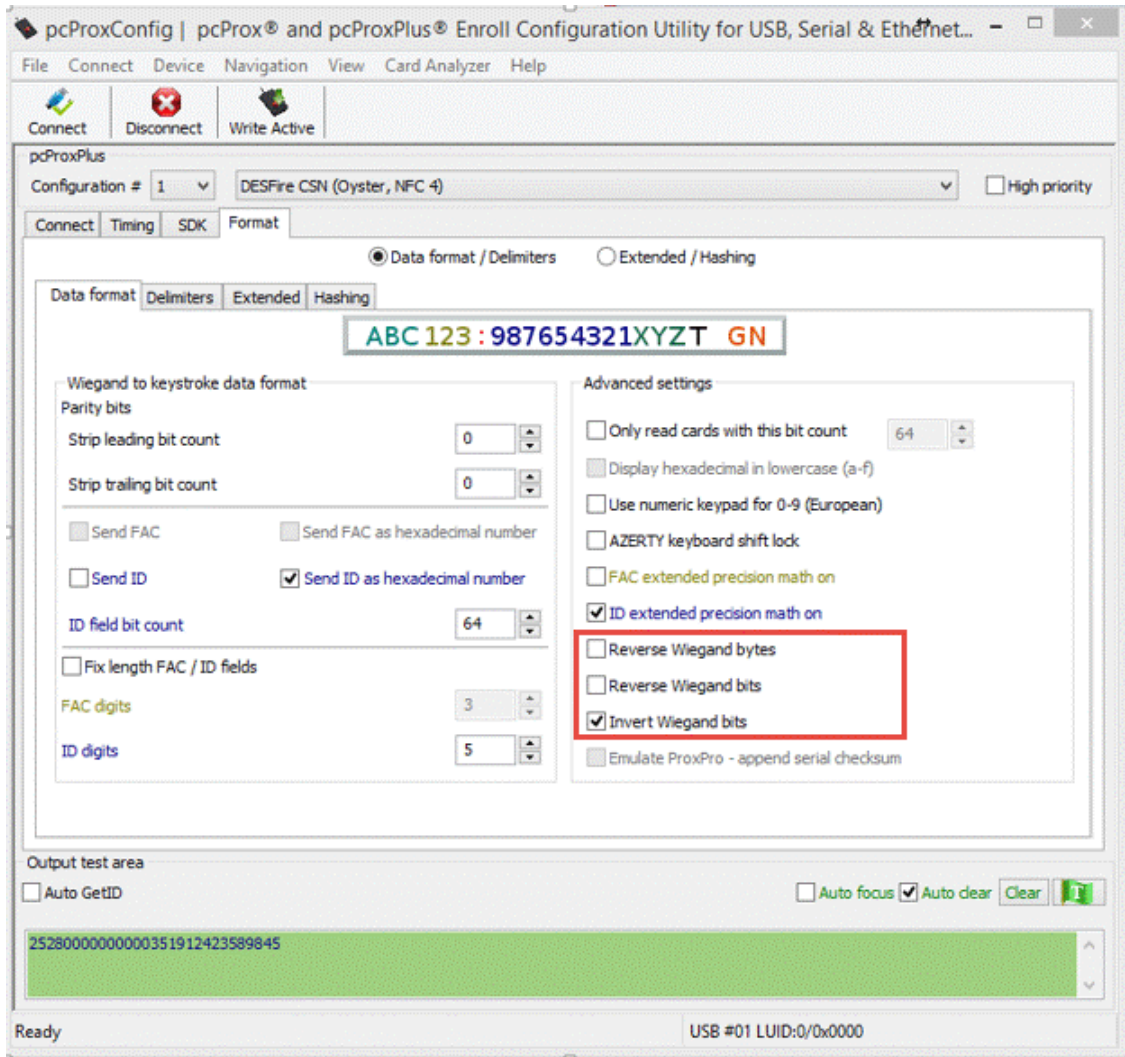 pcProxConfig | pcProx® and pcProxPlus® Enroll Configuration Utility for USB, Serial & Ethernet...
File Connect Device Navigation View Card Analyzer Help
Connect Disconnect Write Active
pcProxPlus
Configuration # 1 DESFire CSN (Oyster, NFC 4) High priority
Connect Timing SDK Format
Data format / Delimiters Extended / Hashing
Data format Delimiters Extended Hashing
ABC123:987654321XYZT GN
Wiegand to keystroke data format
Parity bits
Strip leading bit count 0
Strip trailing bit count 0
Send FAC Send FAC as hexadecimal number
Send ID Send ID as hexadecimal number
ID field bit count 64
Fix length FAC / ID fields
FAC digits 3
ID digits 5
Advanced settings
Only read cards with this bit count 64
Display hexadecimal in lowercase (a-f)
Use numeric keypad for 0-9 (European)
AZERTY keyboard shift lock
FAC extended precision math on
ID extended precision math on
Reverse Wiegand bytes
Reverse Wiegand bits
Invert Wiegand bits
Emulate ProxPro - append serial checksum
Output test area
Auto GetID Auto focus Auto clear Clear T
2528000000000351912423589845
Ready USB #01 LUID:0/0x0000